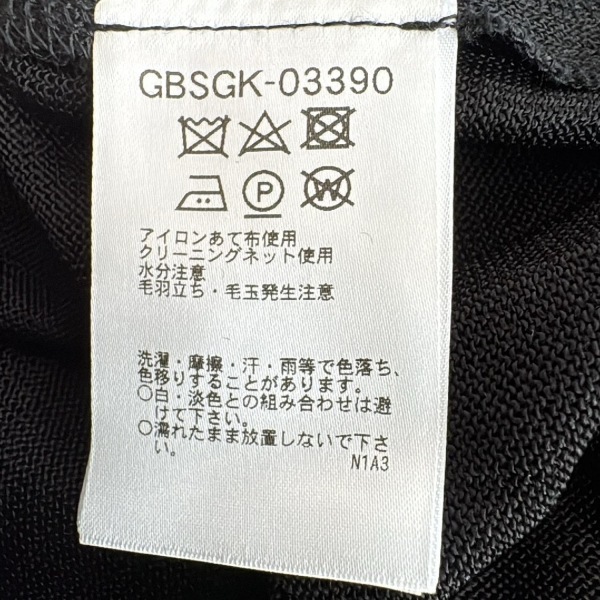 GBSGK-03390
P W
アイロンあて布使用
クリーニングネット使用
水分注意
毛羽立ち・毛玉発生注意
洗濯・摩擦・汗・雨等で色落ち、
色移りすることがあります。
○白・淡色との組み合わせは避
けて下さい。
○濡れたまま放置しないで下さ
い。
N1A3